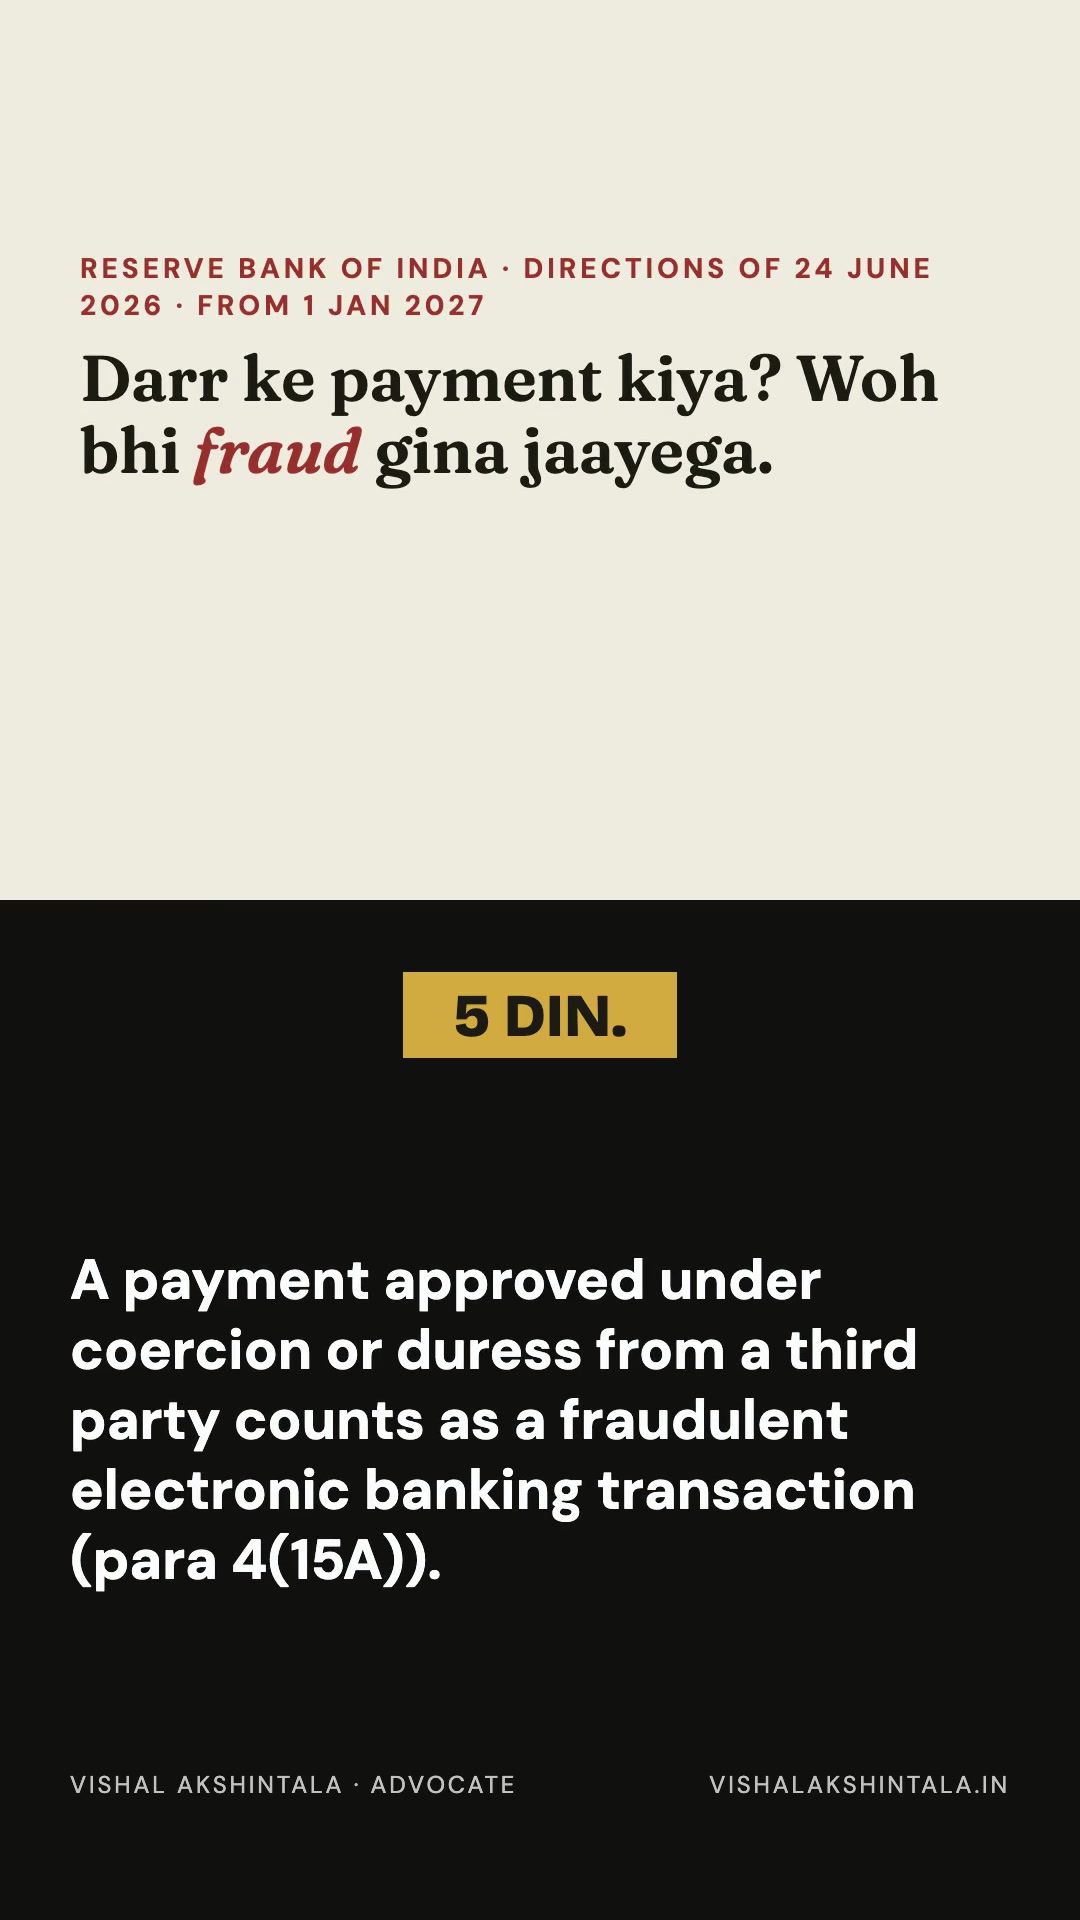 RESERVE BANK OF INDIA · DIRECTIONS OF 24 JUNE
2026 · FROM 1 JAN 2027
Darr ke payment kiya? Woh
bhi fraud gina jaayega.
5 DIN.
A payment approved under
coercion or duress from a third
party counts as a fraudulent
electronic banking transaction
(para 4(15A)).
VISHAL AKSHINTALA · ADVOCATE
VISHALAKSHINTALA.IN